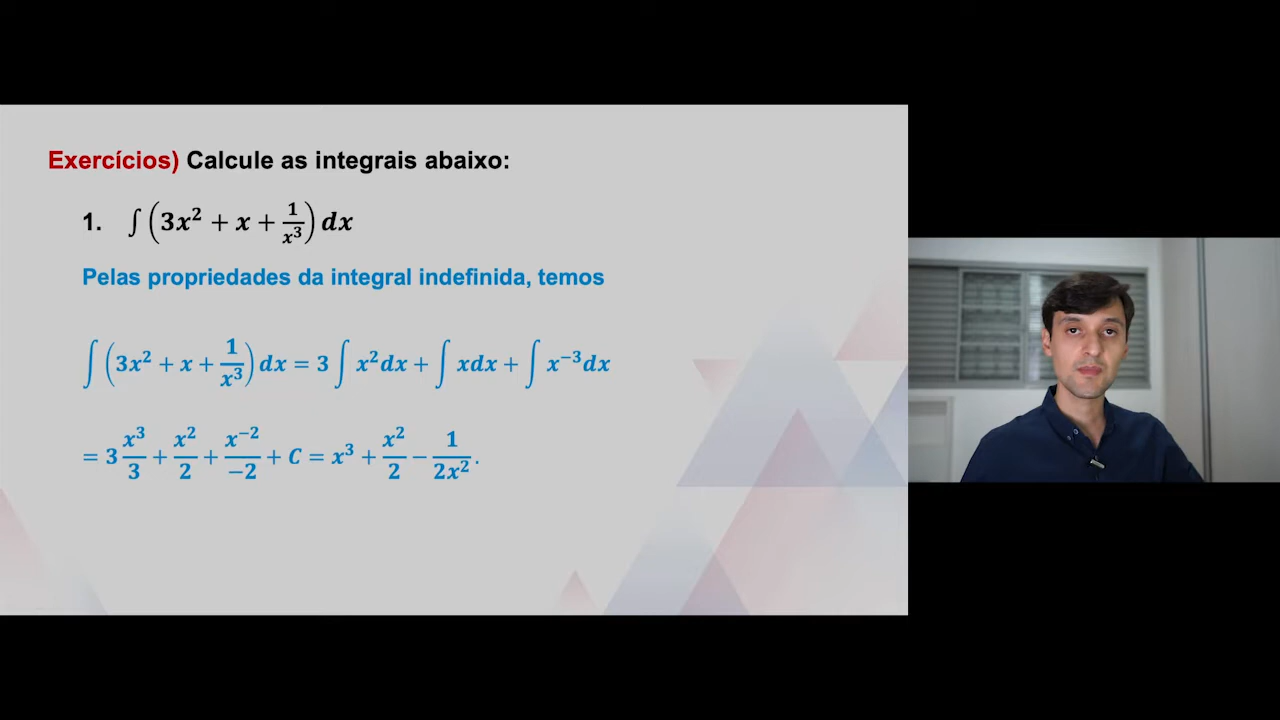 Exercícios) Calcule as integrais abaixo:
1. ∫(3x² + x + 1/x³) dx
Pelas propriedades da integral indefinida, temos
∫(3x² + x + 1/x³) dx = 3∫x²dx + ∫xdx + ∫x⁻³dx
= 3 x³/3 + x²/2 + x⁻²/−2 + C = x³ + x²/2 − 1/2x².